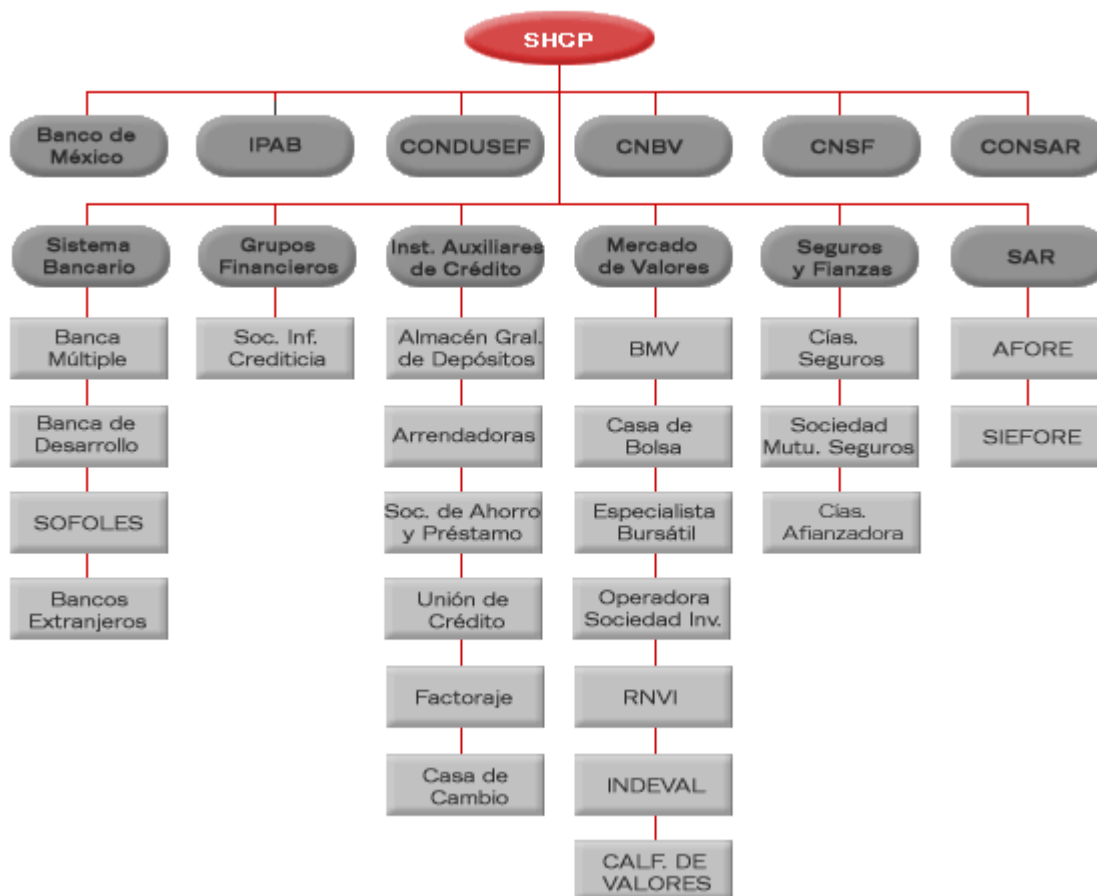 SHCP
Banco de
México
IPAB
CONDUSEF
CNBV
CNSF
CONSAR
Sistema
Bancario
Grupos
Financieros
Inst. Auxiliares
de Crédito
Mercado
de Valores
Seguros
y Fianzas
SAR
Banca
Múltiple
Banca de
Desarrollo
SOFOLES
Bancos
Extranjeros
Soc. Inf.
Crediticia
Almacén Gral.
de Depósitos
Arrendadoras
Soc. de Ahorro
y Préstamo
Unión de
Crédito
Factoraje
Casa de
Cambio
BMV
Casa de
Bolsa
Especialista
Bursátil
Operadora
Sociedad Inv.
RNVI
INDEVAL
CALF. DE
VALORES
Cías.
Seguros
Sociedad
Mutu. Seguros
Cías.
Afianzadora
AFORE
SIEFORE